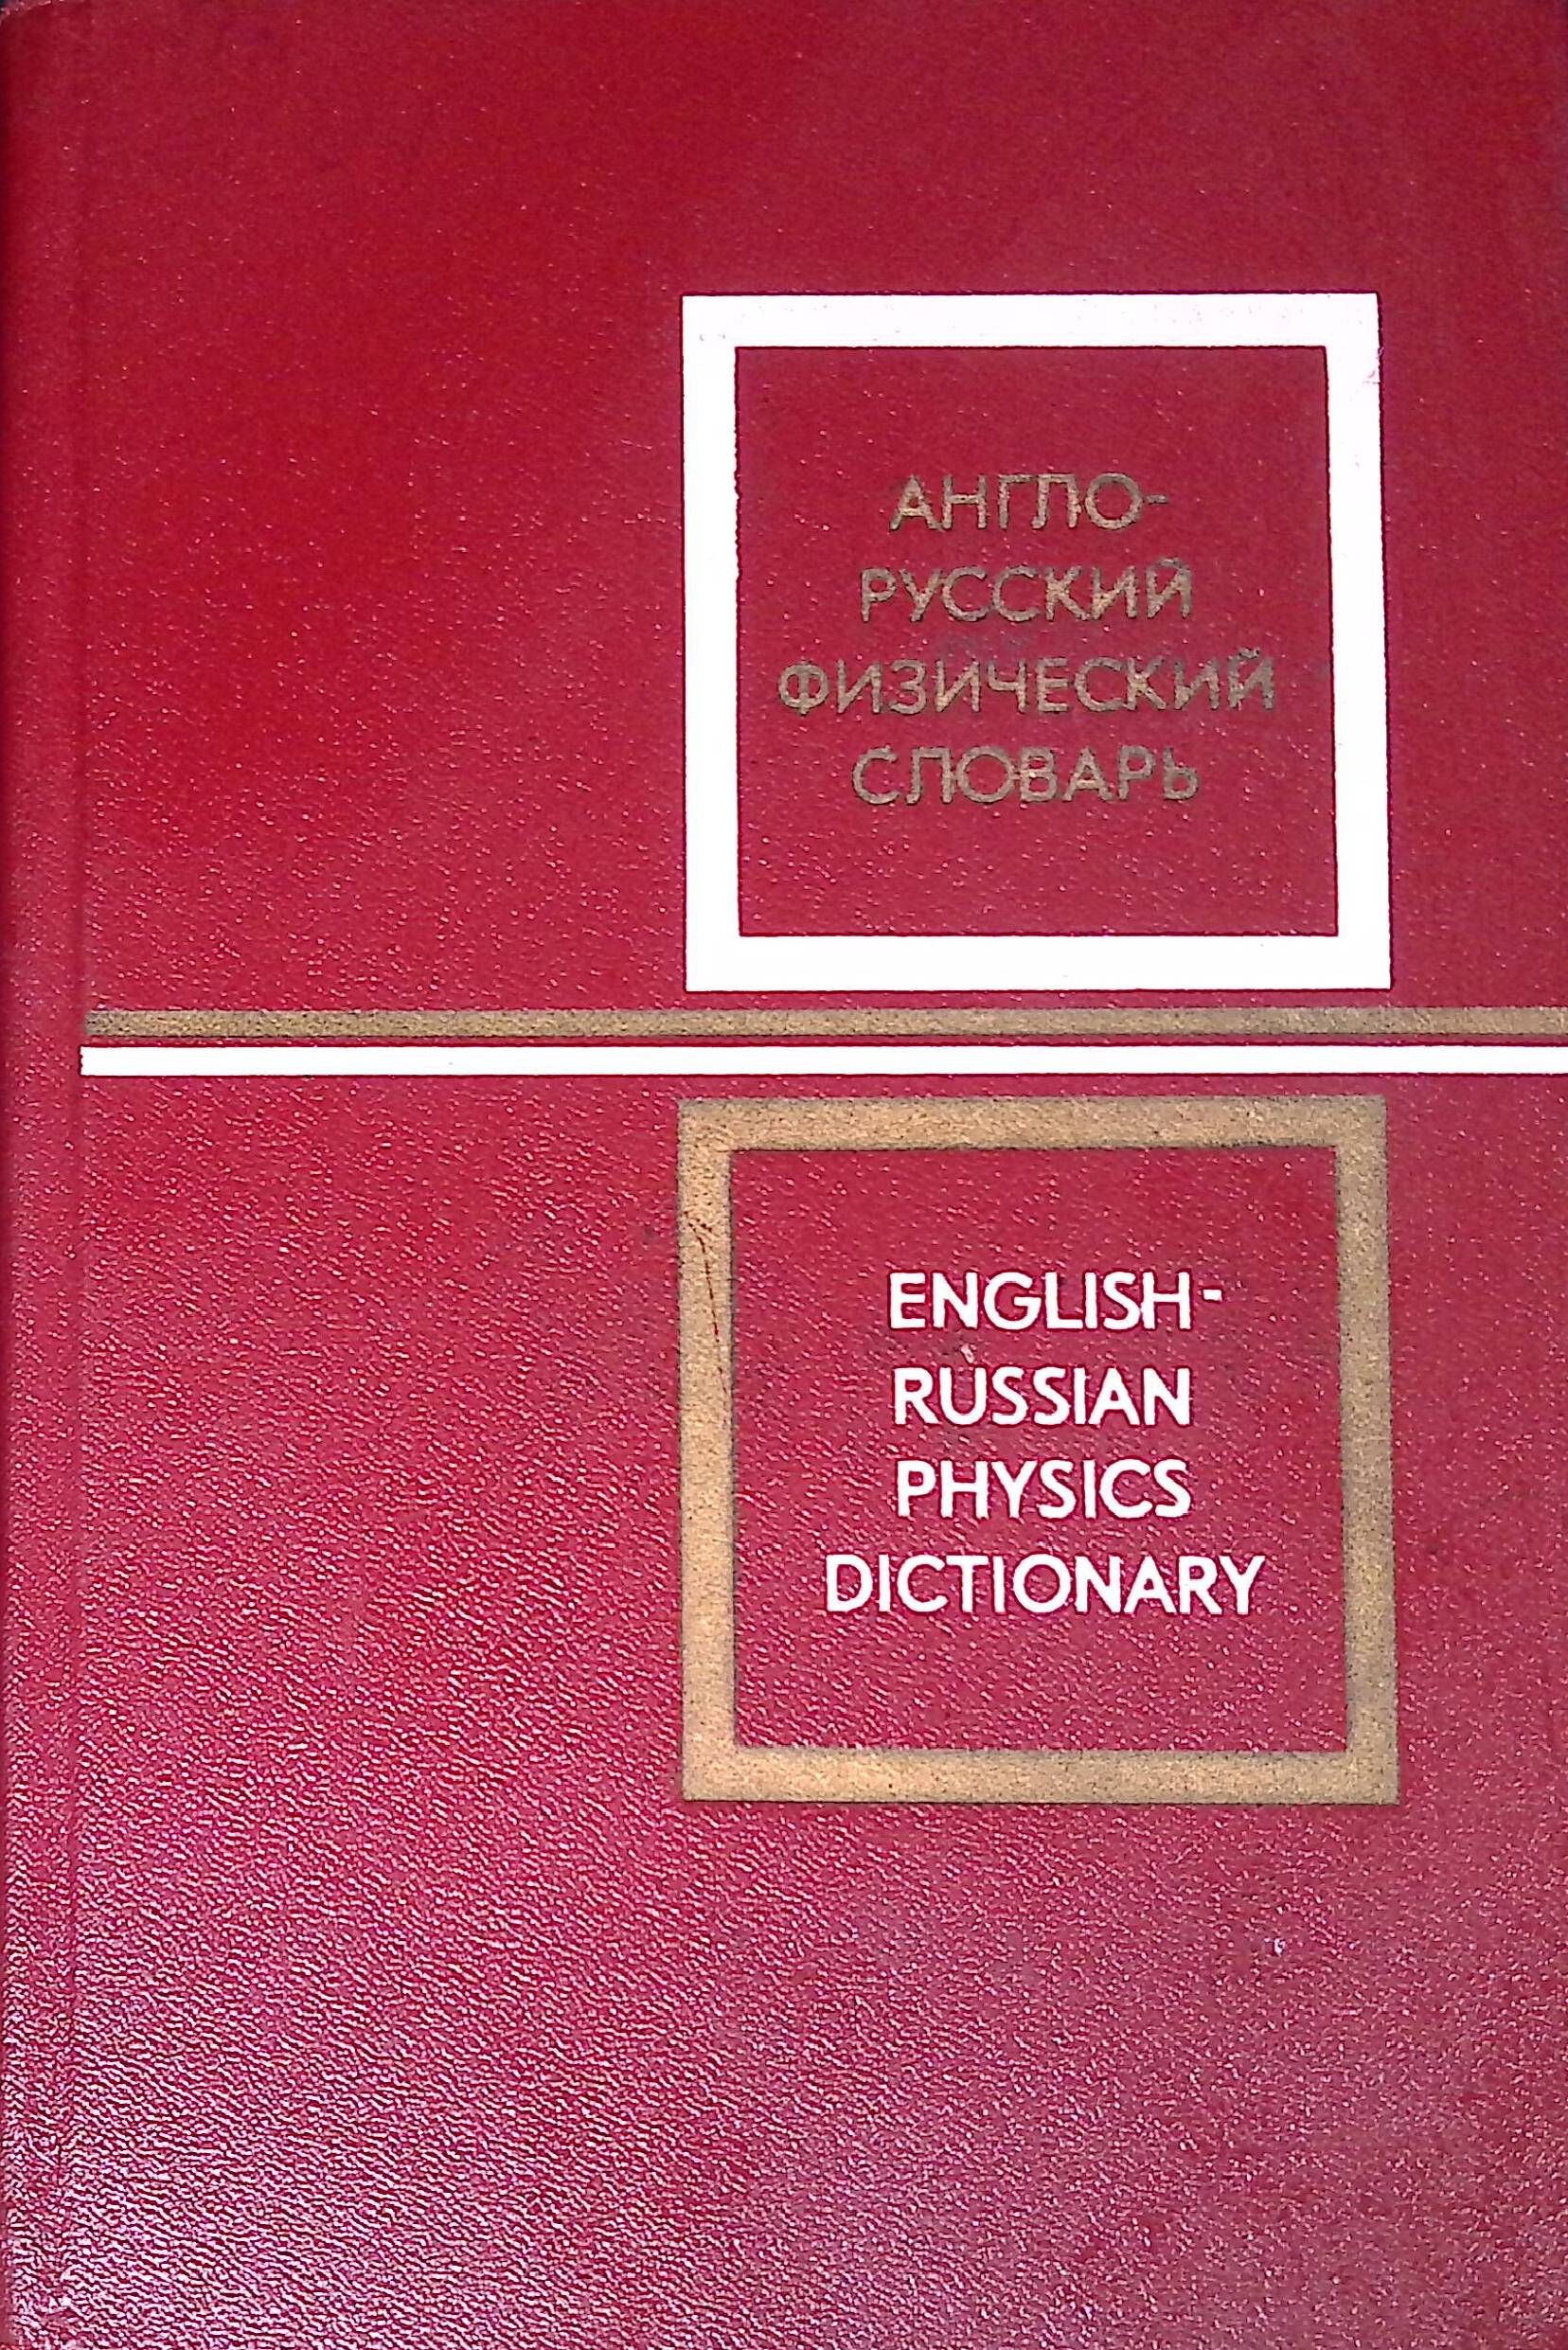 АНГЛО-
РУССКИЙ
ФИЗИЧЕСКИЙ
СЛОВАРЬ
ENGLISH-
RUSSIAN
PHYSICS
DICTIONARY